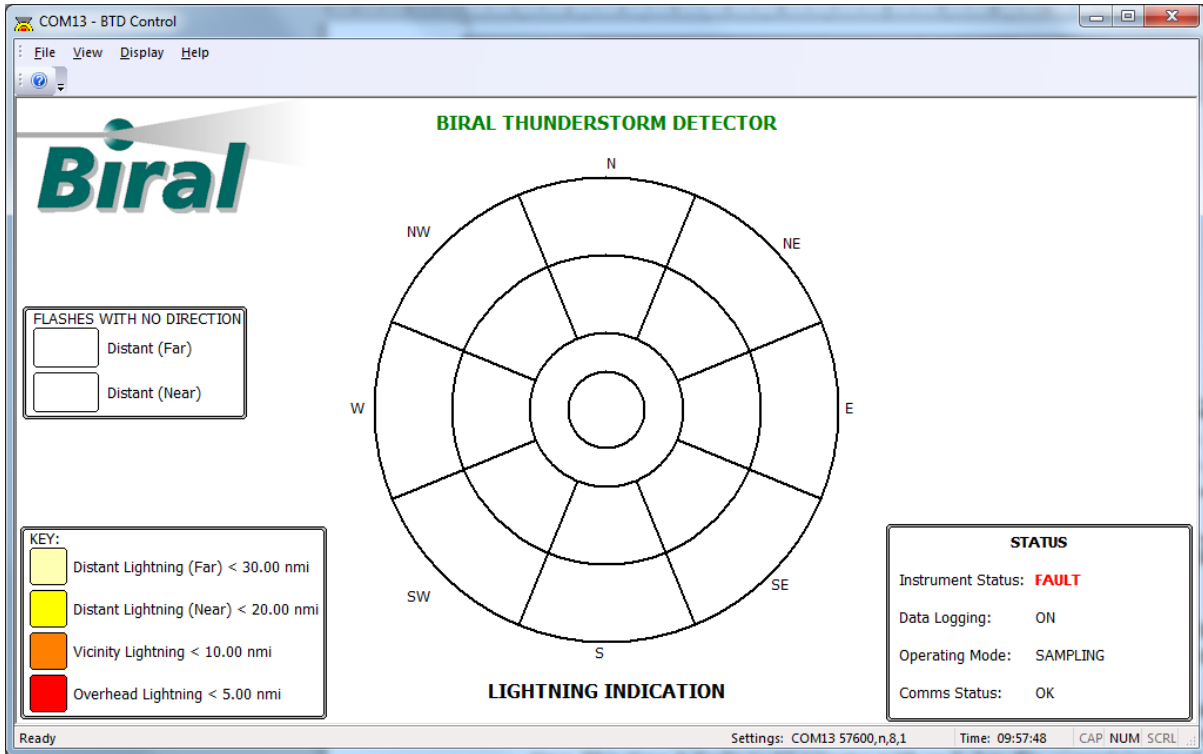 COM13 - BTD Control
File View Display Help
Biral
BIRAL THUNDERSTORM DETECTOR
N
NW
NE
FLASHES WITH NO DIRECTION
Distant (Far)
Distant (Near)
W
E
KEY:
Distant Lightning (Far) < 30.00 nmi
Distant Lightning (Near) < 20.00 nmi
Vicinity Lightning < 10.00 nmi
Overhead Lightning < 5.00 nmi
SW
SE
S
LIGHTNING INDICATION
STATUS
Instrument Status: FAULT
Data Logging: ON
Operating Mode: SAMPLING
Comms Status: OK
Ready
Settings: COM13 57600,n,8,1
Time: 09:57:48
CAP NUM SCRL